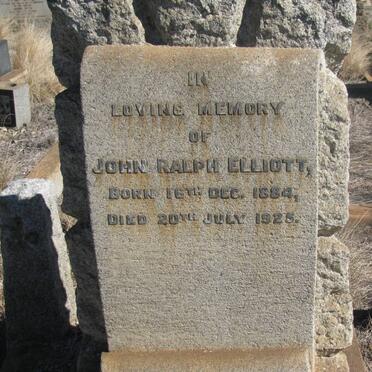 IN
LOVING MEMORY
OF
JOHN RALPH ELLIOTT,
BORN 16TH DEC. 1884,
DIED 20TH JULY 1925.